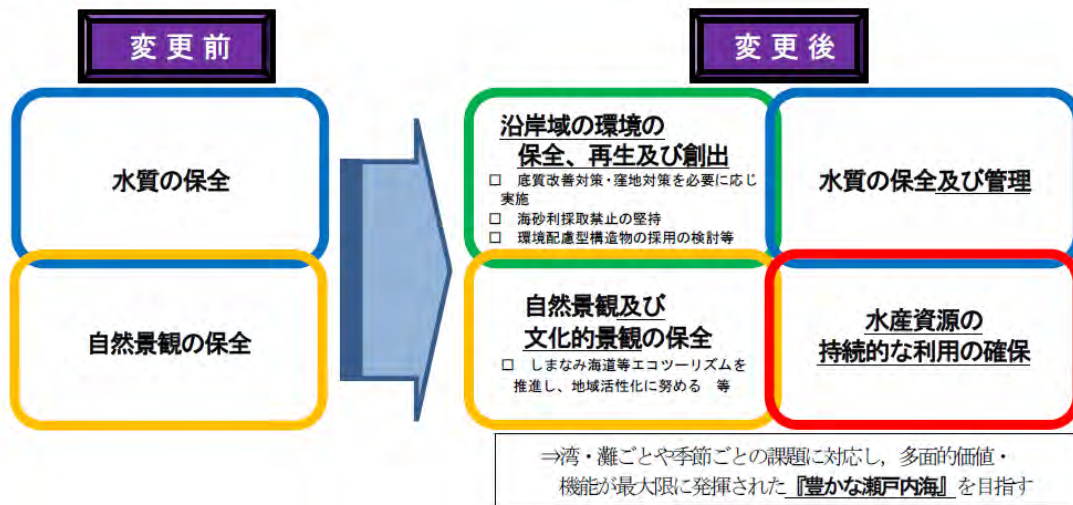 変更前
水質の保全
自然景観の保全
変更後
沿岸域の環境の
保全、再生及び創出
□ 底質改善対策・窪地対策を必要に応じ
実施
□ 海砂利採取禁止の堅持
□ 環境配慮型構造物の採用の検討等
水質の保全及び管理
自然景観及び
文化的景観の保全
□ しまなみ海道等エコツーリズムを
推進し、地域活性化に努める 等
水産資源の
持続的な利用の確保
⇒湾・灘ごとや季節ごとの課題に対応し，多面的価値・
機能が最大限に発揮された『豊かな瀬戸内海』を目指す